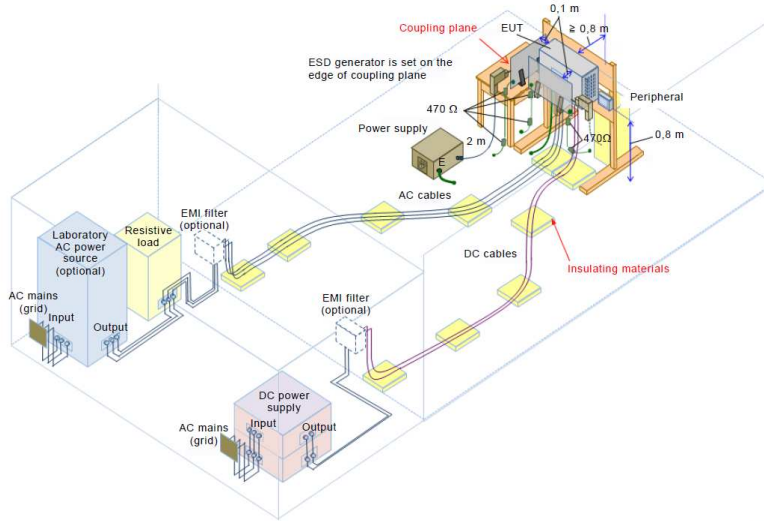 0,1 m
EUT
≥ 0,8 m
Coupling plane
ESD generator is set on the
edge of coupling plane
Peripheral
470 Ω
Power supply
2 m
470Ω
0,8 m
E
AC cables
EMI filter
(optional)
Laboratory
AC power
source
(optional)
Resistive
load
DC cables
Insulating materials
AC mains
(grid)
Input
Output
EMI filter
(optional)
DC power
supply
Input
Output
AC mains
(grid)